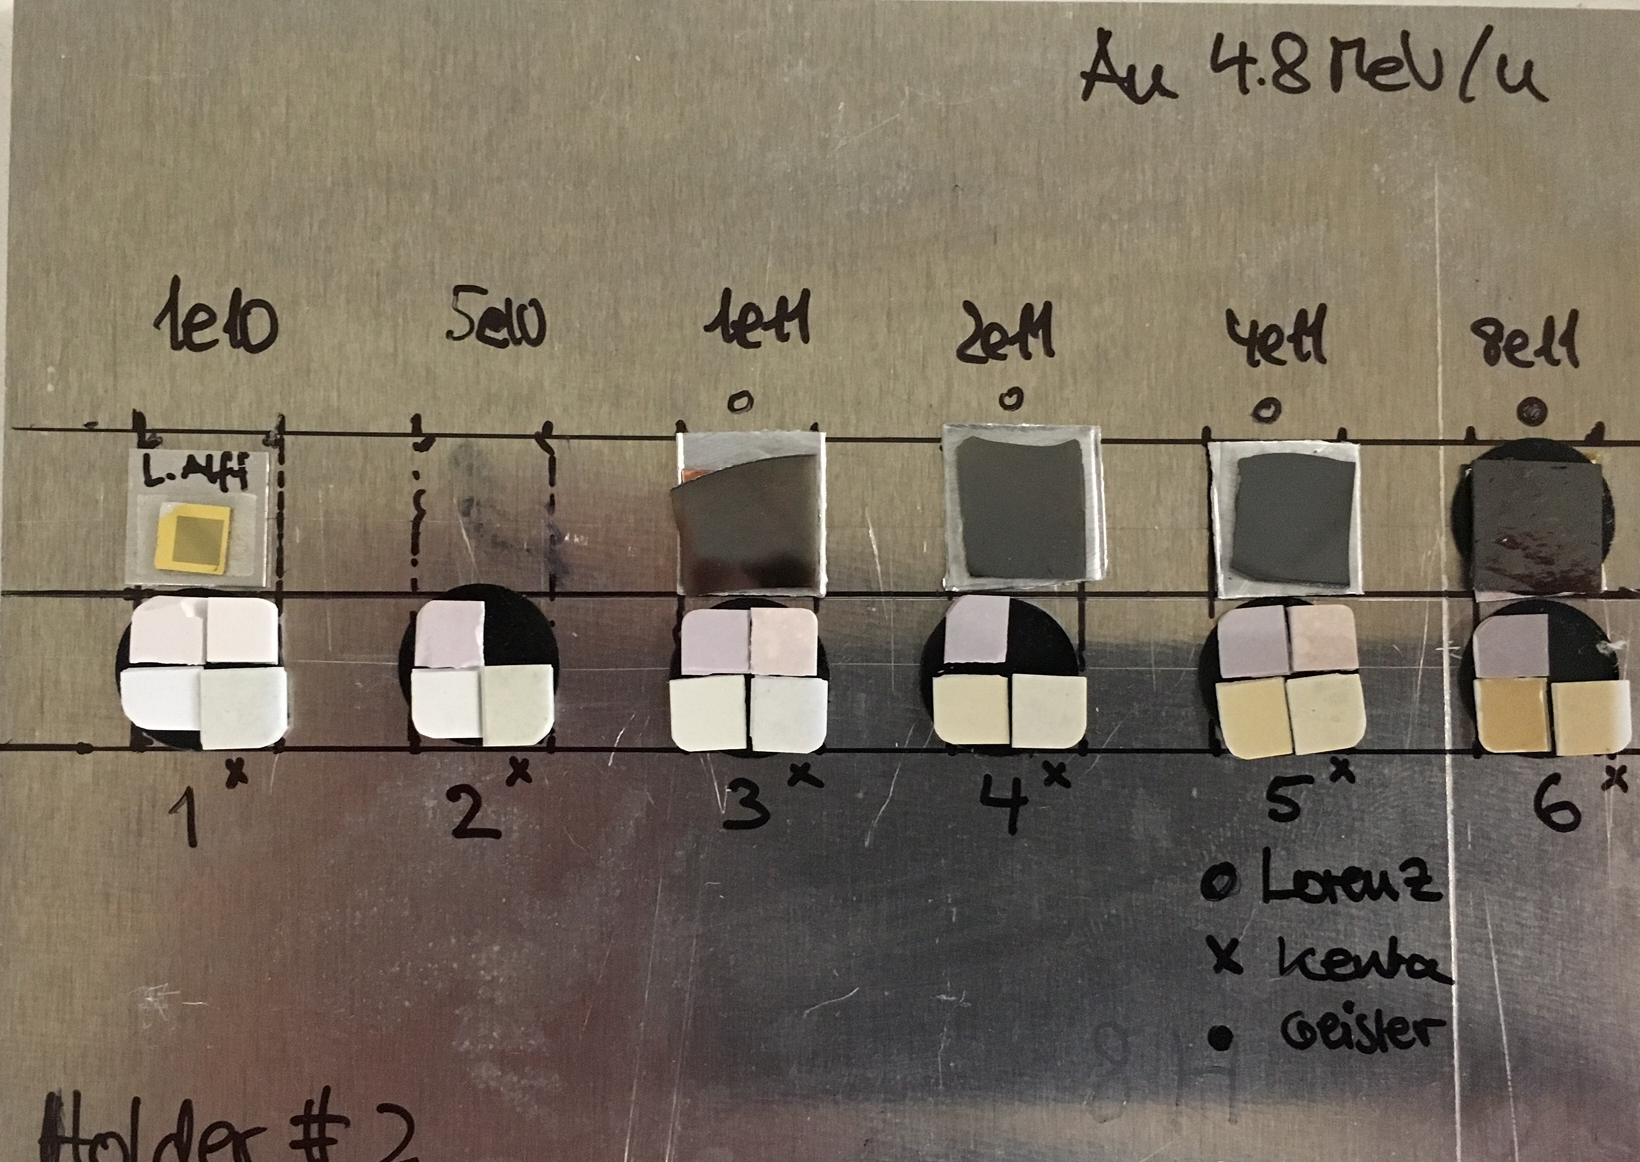 Au 4.8 MeV/u
1e10 5e10 1e11 2e11 4e11 8e11
L. Alff
1 x 2 x 3 x 4 x 5 x 6 x
o Lorenz
x Kenta
• Geister
Holder #2